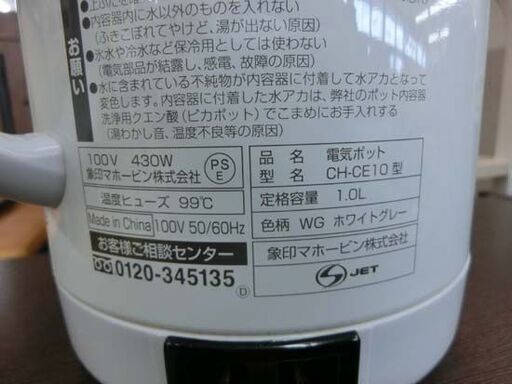 お願い
内容器内に水以外のものを入れない
(ふきこぼれてやけど、湯が出ない原因)
氷水や冷水など保冷用としては使わない
(電気部品が結露し、感電、故障の原因)
●水に含まれている不純物が内容器に付着して水アカとなって
変色します。内容器に付着した水アカは、弊社のポット内容器
洗浄用クエン酸(ピカポット)でこまめにお手入れする
(湯わかし音、温度不良等の原因)
100V 430W
象印マホービン株式会社
PS
E
温度ヒューズ 99℃
Made in China 100V 50/60Hz
お客様ご相談センター
0120-345135
D
品名 電気ポット
型名 CH-CE10型
定格容量 1.0L
色柄 WG ホワイトグレー
象印マホービン株式会社
JET